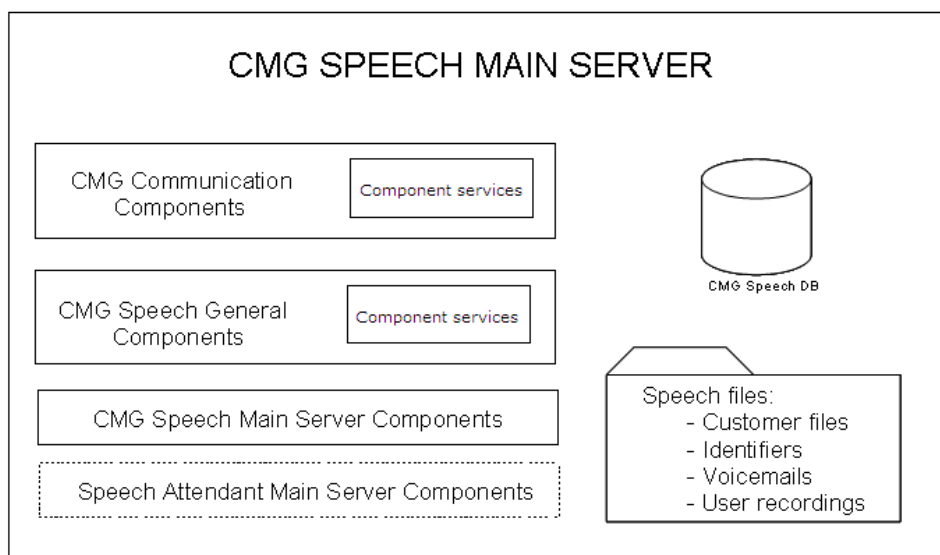 CMG SPEECH MAIN SERVER
CMG Communication
Components
Component services
CMG Speech General
Components
Component services
CMG Speech Main Server Components
Speech Attendant Main Server Components
CMG Speech DB
Speech files:
- Customer files
- Identifiers
- Voicemails
- User recordings